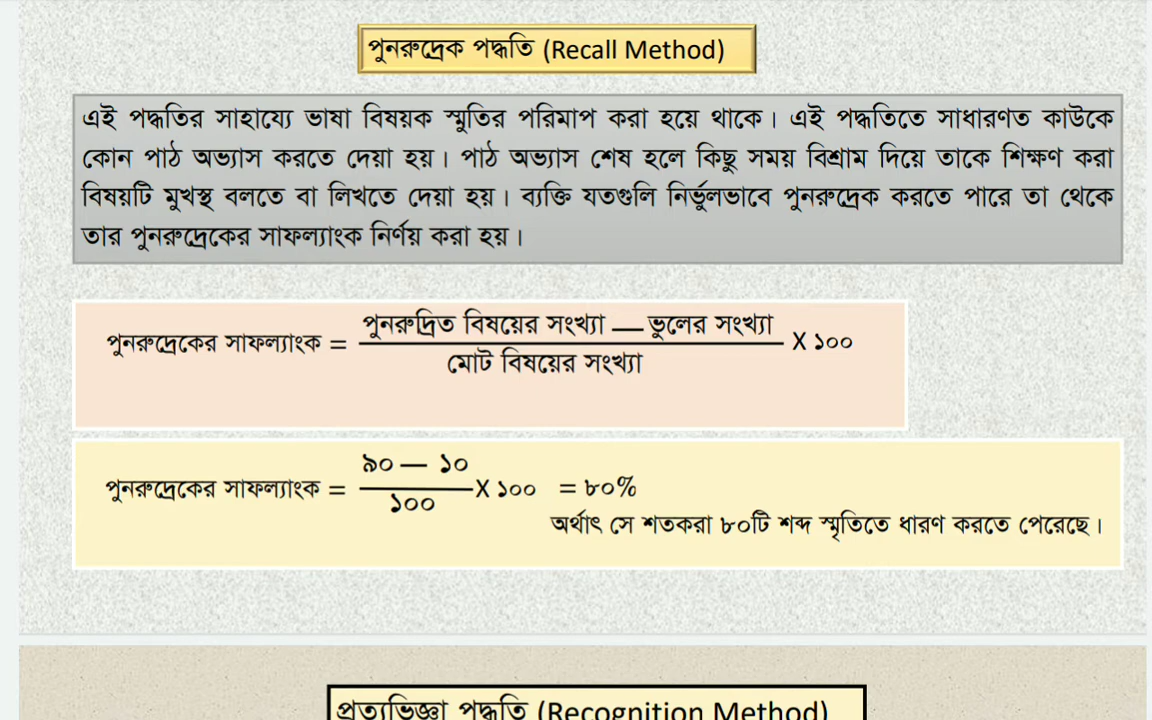 পুনরুদ্রেক পদ্ধতি (Recall Method)
এই পদ্ধতির সাহায্যে ভাষা বিষয়ক স্মুতির পরিমাপ করা হয়ে থাকে। এই পদ্ধতিতে সাধারণত কাউকে
কোন পাঠ অভ্যাস করতে দেয়া হয়। পাঠ অভ্যাস শেষ হলে কিছু সময় বিশ্রাম দিয়ে তাকে শিক্ষণ করা
বিষয়টি মুখস্থ বলতে বা লিখতে দেয়া হয়। ব্যক্তি যতগুলি নির্ভুলভাবে পুনরুদ্রেক করতে পারে তা থেকে
তার পুনরুদ্রেকের সাফল্যাংক নির্ণয় করা হয়।
পুনরুদ্রিত বিষয়ের সংখ্যা — ভুলের সংখ্যা
পুনরুদ্রেকের সাফল্যাংক = X ১০০
মোট বিষয়ের সংখ্যা
৯০ — ১০
পুনরুদ্রেকের সাফল্যাংক = X ১০০ = ৮০%
১০০
অর্থাৎ সে শতকরা ৮০টি শব্দ স্মৃতিতে ধারণ করতে পেরেছে।
প্রত্যভিজ্ঞা পদ্ধতি (Recognition Method)